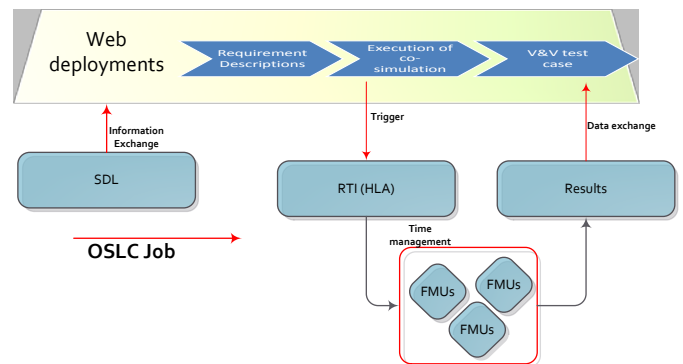 Web
deployments
Requirement
Descriptions
Execution of
co-
simulation
V&V test
case
Information
Exchange
Trigger
Data exchange
SDL
RTI (HLA)
Results
OSLC Job
Time
management
FMUs
FMUs
FMUs